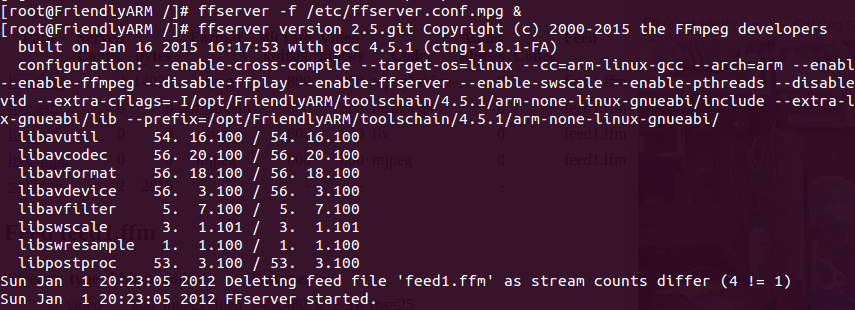 [root@FriendlyARM /]# ffserver -f /etc/ffserver.conf.mpg &
[root@FriendlyARM /]# ffserver version 2.5.git Copyright (c) 2000-2015 the FFmpeg developers
  built on Jan 16 2015 16:17:53 with gcc 4.5.1 (ctng-1.8.1-FA)
  configuration: --enable-cross-compile --target-os=linux --cc=arm-linux-gcc --arch=arm --enabl
--enable-ffmpeg --disable-ffplay --enable-ffserver --enable-swscale --enable-pthreads --disable-
vid --extra-cflags=-I/opt/FriendlyARM/toolschain/4.5.1/arm-none-linux-gnueabi/include --extra-l
x-gnueabi/lib --prefix=/opt/FriendlyARM/toolschain/4.5.1/arm-none-linux-gnueabi/
  libavutil      54. 16.100 / 54. 16.100
  libavcodec     56. 20.100 / 56. 20.100
  libavformat    56. 18.100 / 56. 18.100
  libavdevice    56.  3.100 / 56.  3.100
  libavfilter     5.  7.100 /  5.  7.100
  libswscale      3.  1.101 /  3.  1.101
  libswresample   1.  1.100 /  1.  1.100
  libpostproc    53.  3.100 / 53.  3.100
Sun Jan  1 20:23:05 2012 Deleting feed file 'feed1.ffm' as stream counts differ (4 != 1)
Sun Jan  1 20:23:05 2012 FFserver started.